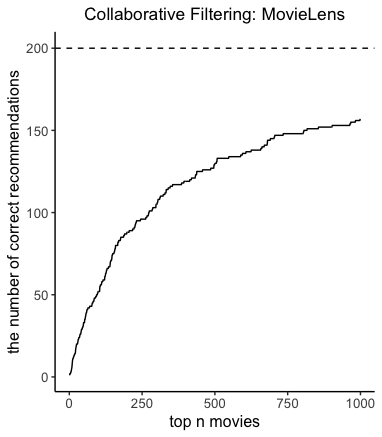 Collaborative Filtering: MovieLens
the number of correct recommendations
200
150
100
50
0
0 250 500 750 1000
top n movies